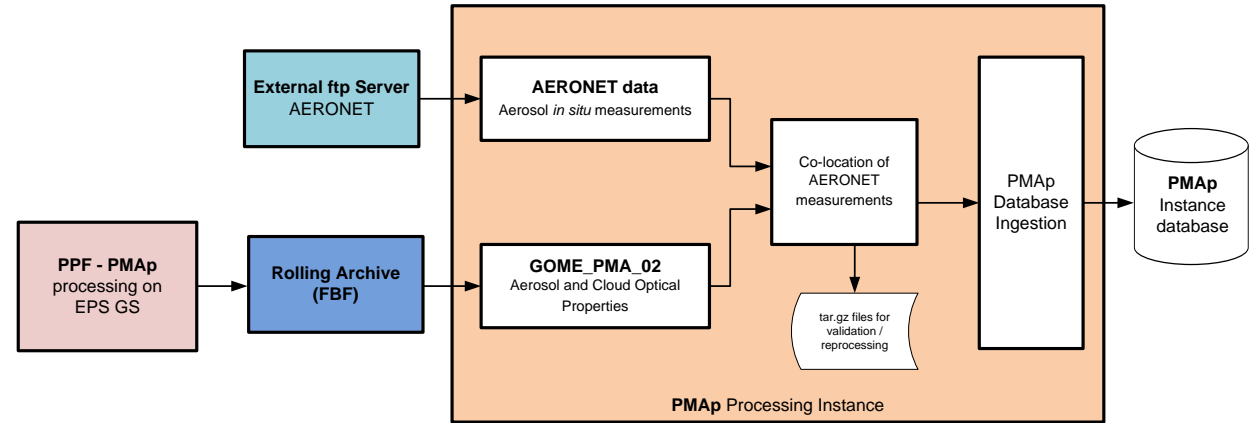 External ftp Server
AERONET
AERONET data
Aerosol in situ measurements
Co-location of
AERONET
measurements
PMAp
Database
Ingestion
PMAp
Instance
database
PPF - PMAp
processing on
EPS GS
Rolling Archive
(FBF)
GOME_PMA_02
Aerosol and Cloud Optical
Properties
tar.gz files for
validation /
reprocessing
PMAp Processing Instance